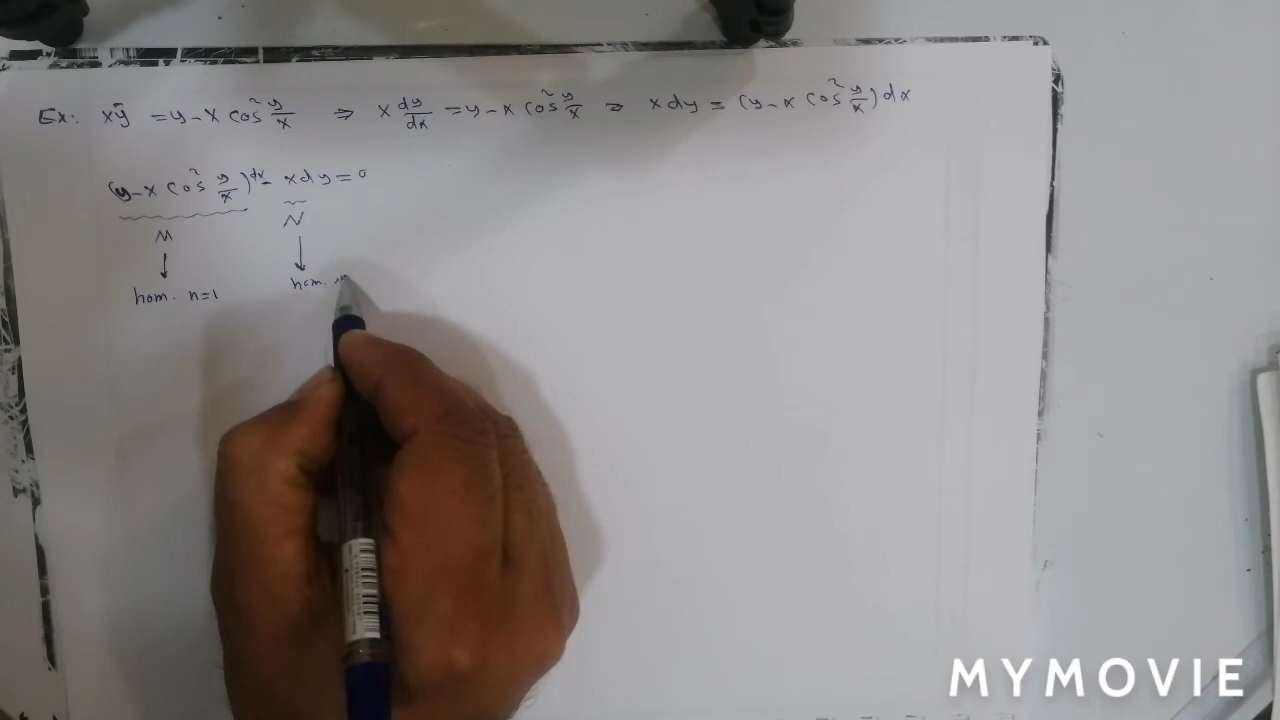 Ex: xy̅ = y - x cos² y/x ⇒ x dy/dx = y - x cos² y/x ⇒ x dy = (y - x cos² y/x) dx
(y - x cos² y/x) dx - x dy = 0
M N
↓ ↓
hom. n=1 hom.
MYMOVIE